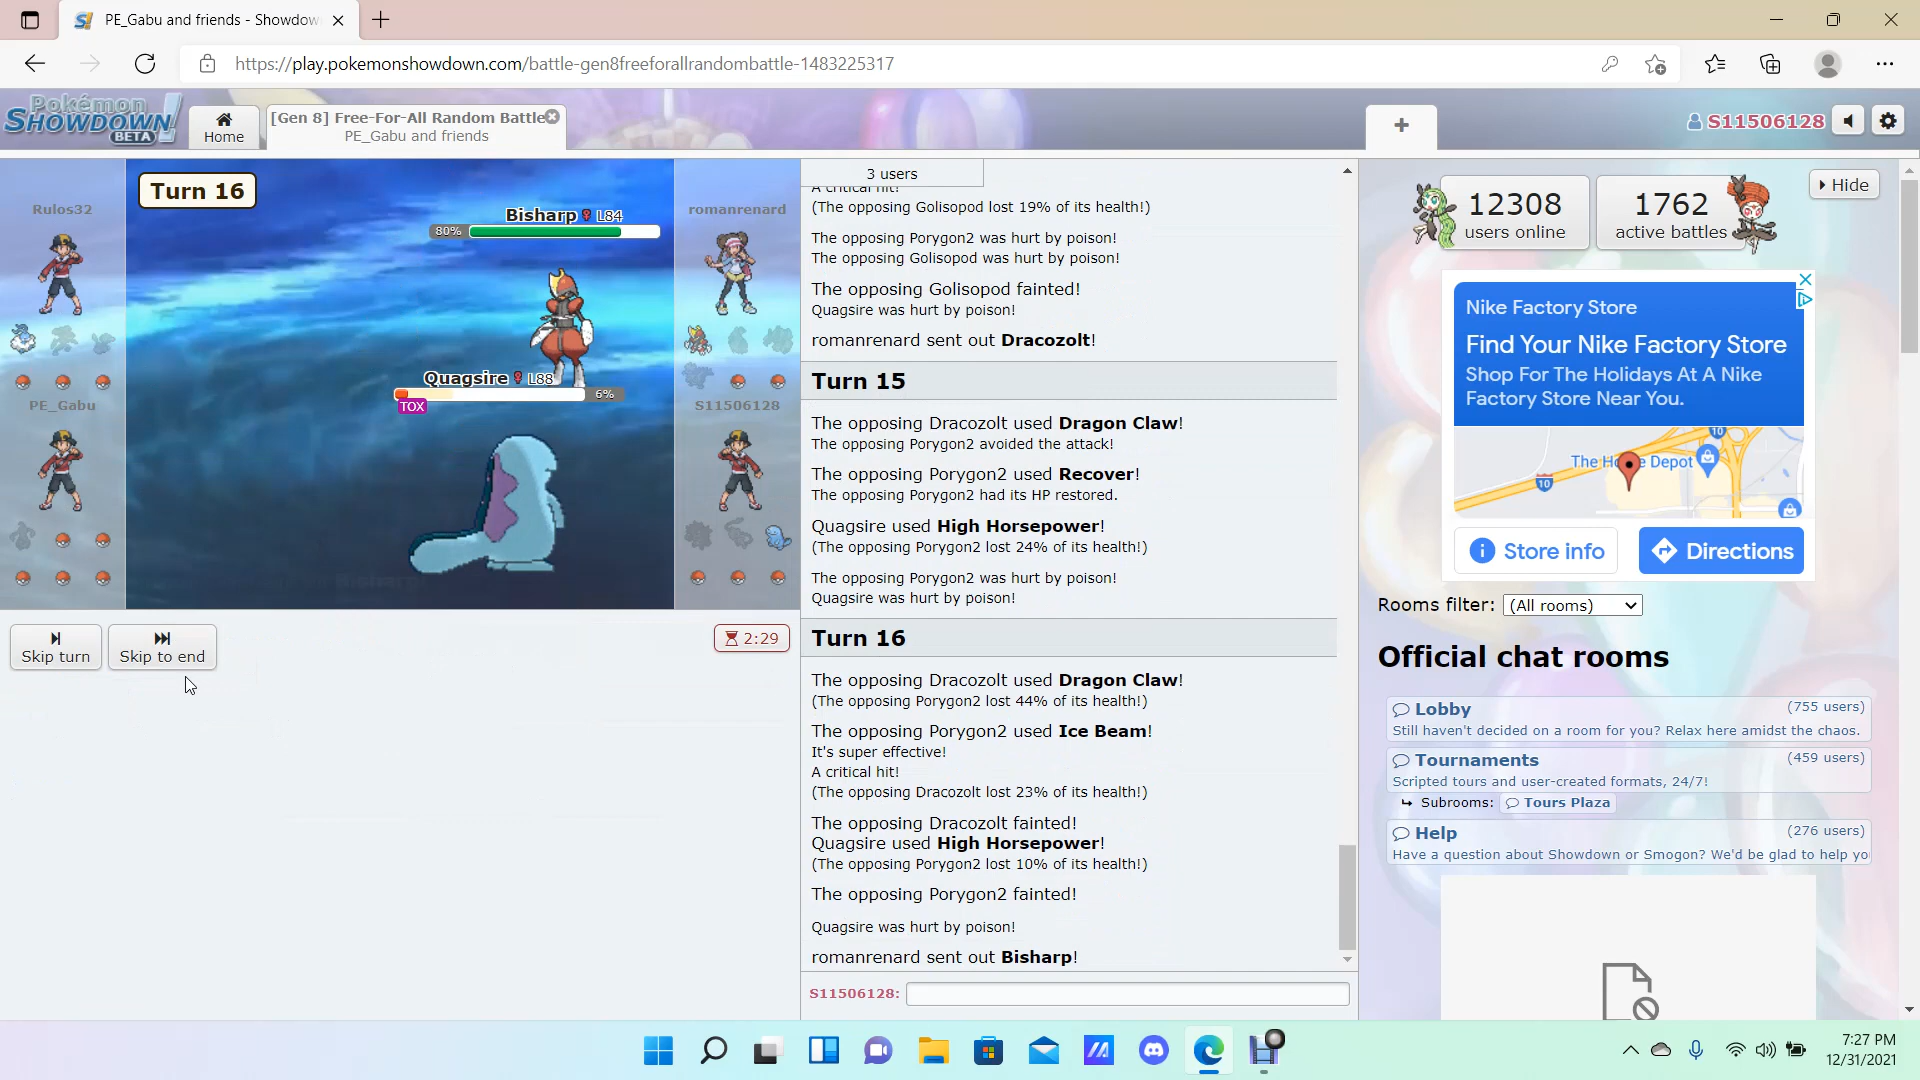 PE_Gabu and friends - Showdow
https://play.pokemonshowdown.com/battle-gen8freeforallrandombattle-1483225317
Pokémon
SHOWDOWN!
BETA
Home
[Gen 8] Free-For-All Random Battle
PE_Gabu and friends
+
S11506128
Rulos32
PE_Gabu
Turn 16
Bisharp L84
80%
Quagsire L88
6%
TOX
romanrenard
S11506128
Skip turn
Skip to end
2:29
3 users
A critical hit!
(The opposing Golisopod lost 19% of its health!)
The opposing Porygon2 was hurt by poison!
The opposing Golisopod was hurt by poison!
The opposing Golisopod fainted!
Quagsire was hurt by poison!
romanrenard sent out Dracozolt!
Turn 15
The opposing Dracozolt used Dragon Claw!
The opposing Porygon2 avoided the attack!
The opposing Porygon2 used Recover!
The opposing Porygon2 had its HP restored.
Quagsire used High Horsepower!
(The opposing Porygon2 lost 24% of its health!)
The opposing Porygon2 was hurt by poison!
Quagsire was hurt by poison!
Turn 16
The opposing Dracozolt used Dragon Claw!
(The opposing Porygon2 lost 44% of its health!)
The opposing Porygon2 used Ice Beam!
It's super effective!
A critical hit!
(The opposing Dracozolt lost 23% of its health!)
The opposing Dracozolt fainted!
Quagsire used High Horsepower!
(The opposing Porygon2 lost 10% of its health!)
The opposing Porygon2 fainted!
Quagsire was hurt by poison!
romanrenard sent out Bisharp!
S11506128:
12308
users online
1762
active battles
Hide
Nike Factory Store
Find Your Nike Factory Store
Shop For The Holidays At A Nike
Factory Store Near You.
The Ho e Depot
10
10
10
Store info
Directions
Rooms filter: (All rooms)
Official chat rooms
Lobby (755 users)
Still haven't decided on a room for you? Relax here amidst the chaos.
Tournaments (459 users)
Scripted tours and user-created formats, 24/7!
Subrooms: Tours Plaza
Help (276 users)
Have a question about Showdown or Smogon? We'd be glad to help yo
7:27 PM
12/31/2021